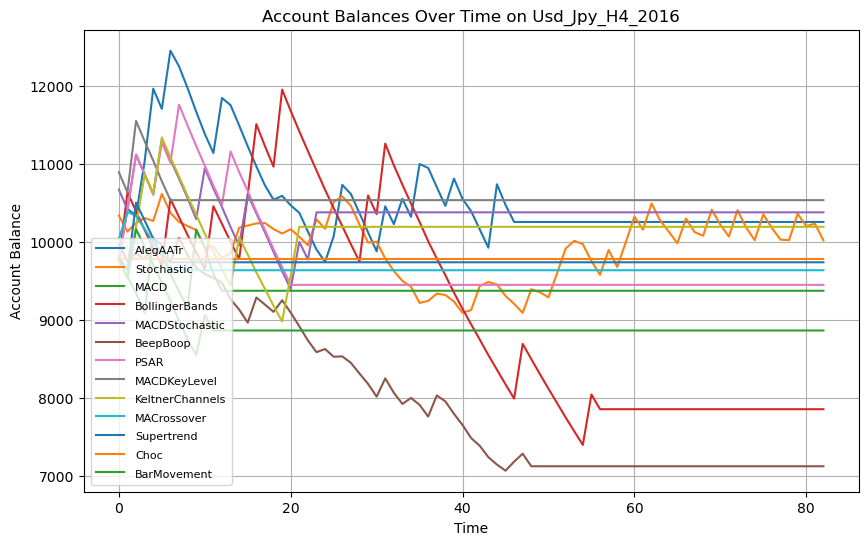 Account Balances Over Time on Usd_Jpy_H4_2016
12000
11000
10000
9000
8000
7000
Account Balance
AlegAATr
Stochastic
MACD
BollingerBands
MACDStochastic
BeepBoop
PSAR
MACDKeyLevel
KeltnerChannels
MACrossover
Supertrend
Choc
BarMovement
0 20 40 60 80
Time